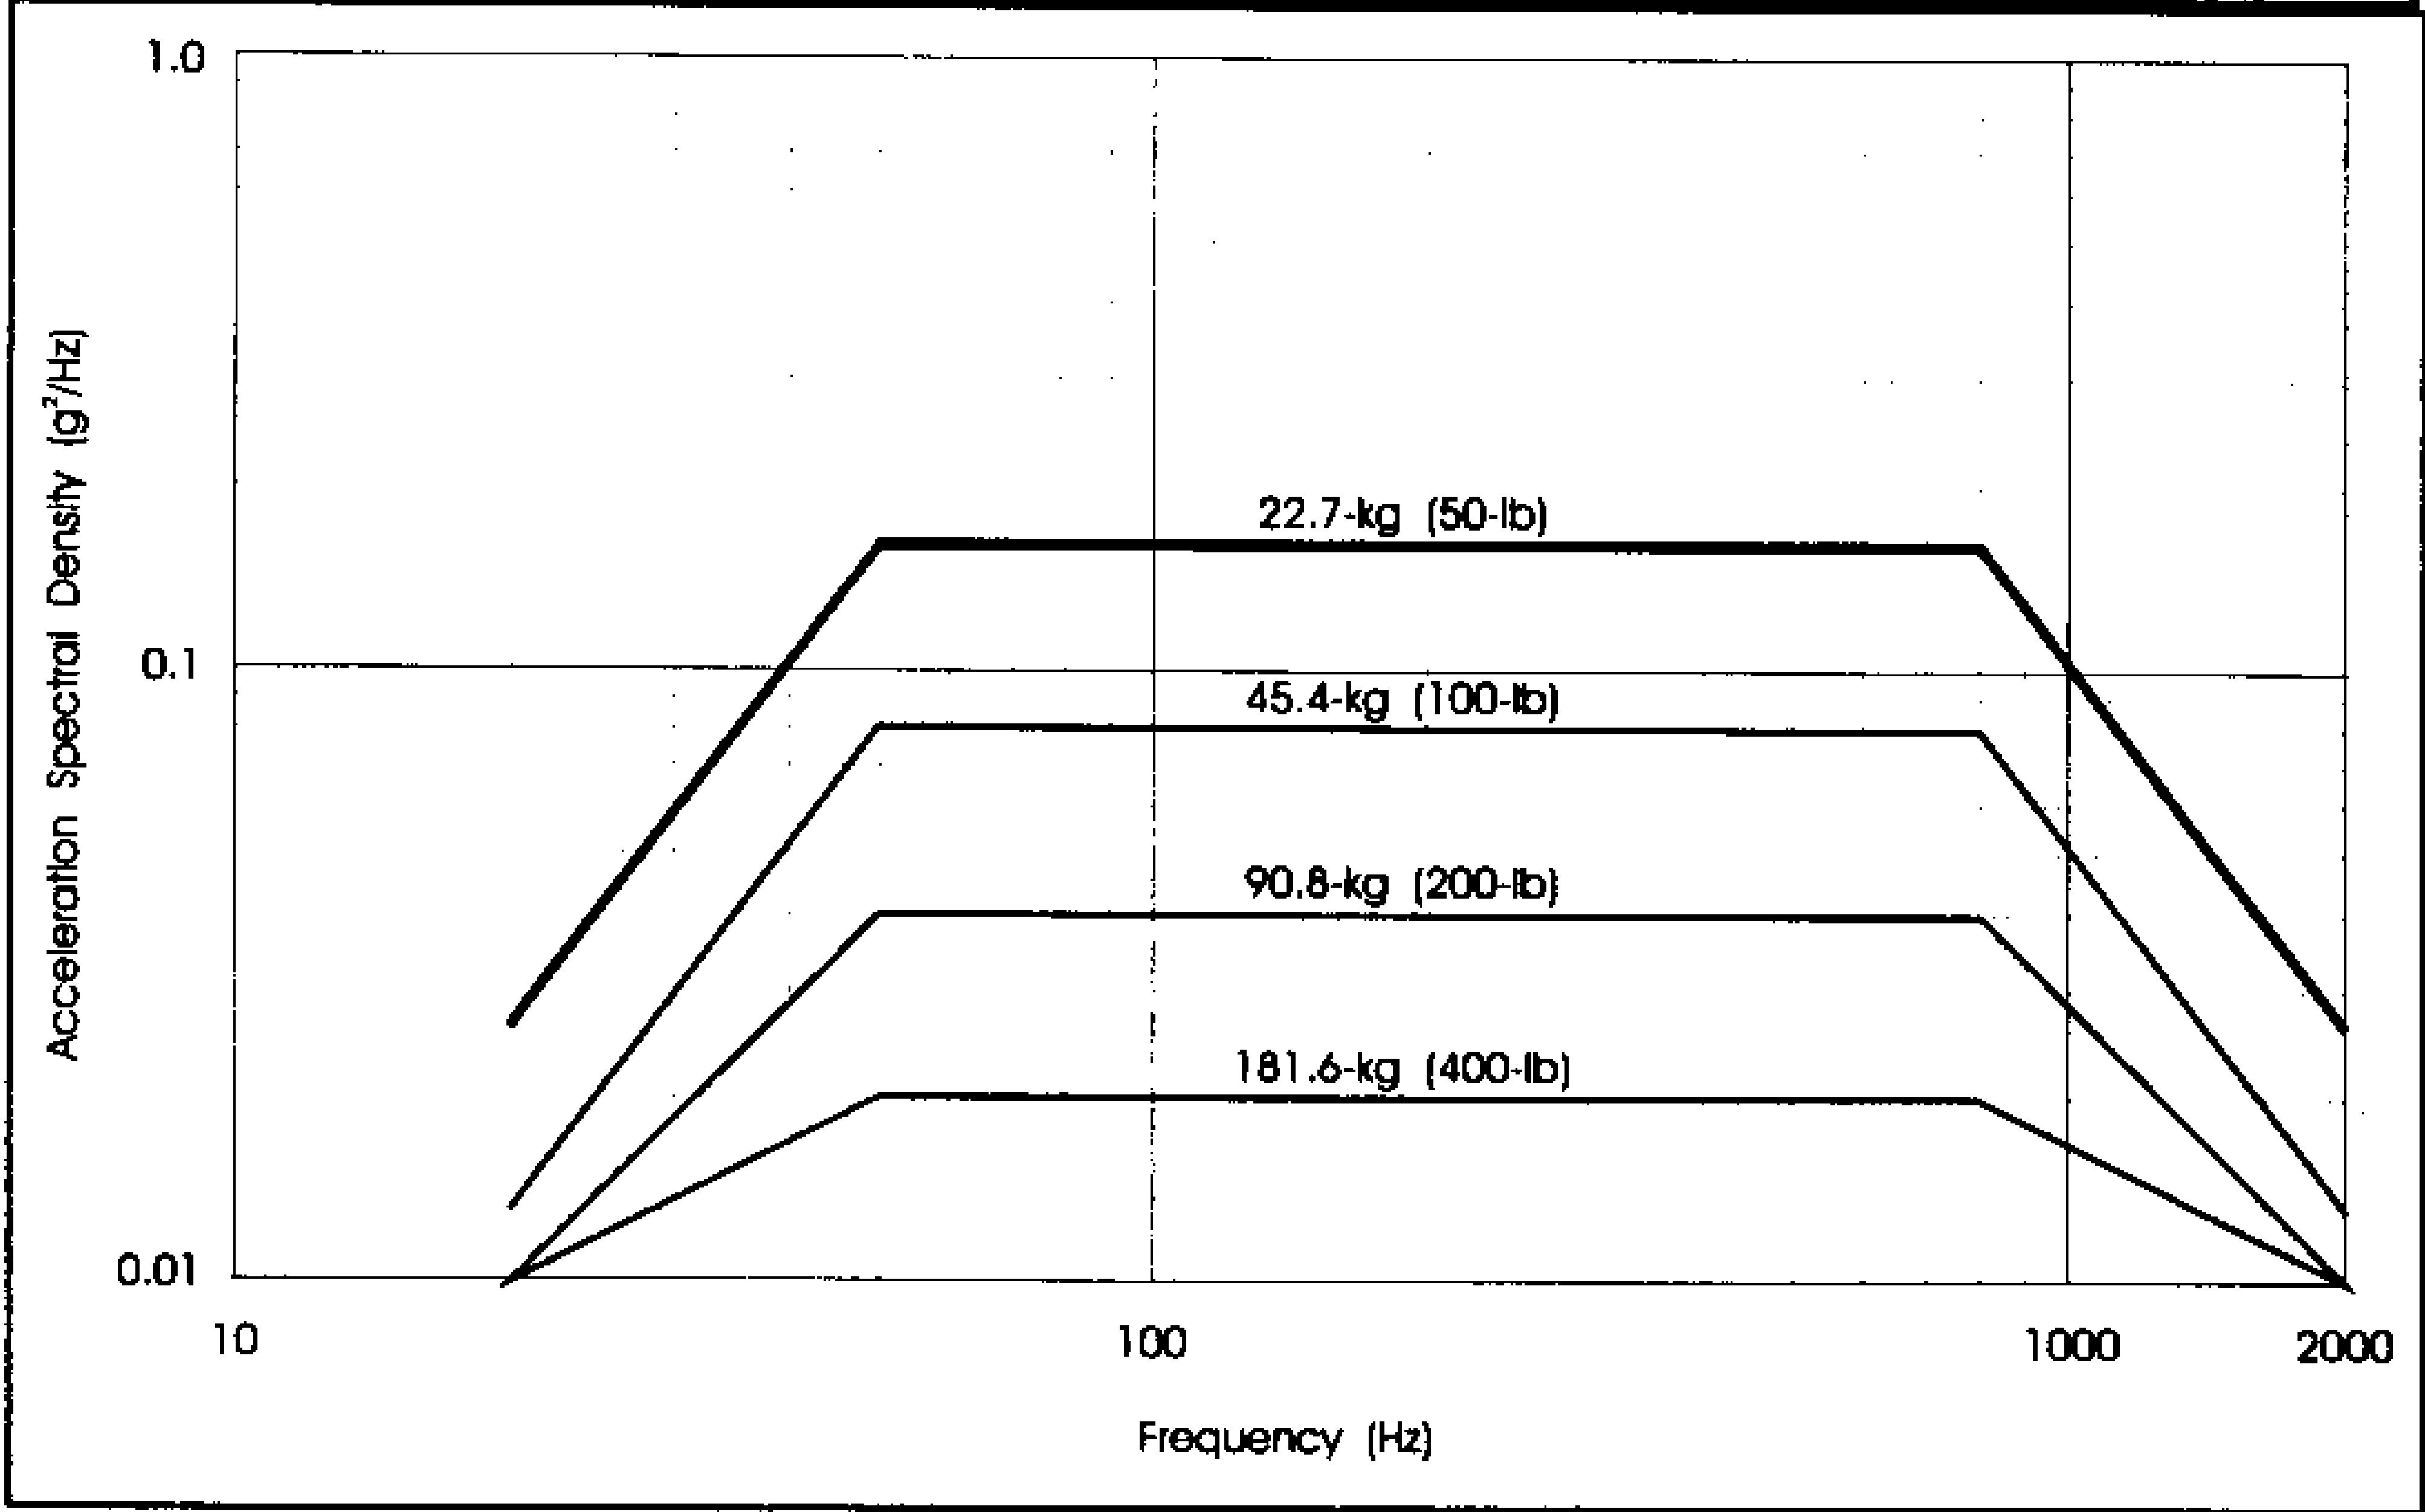 1.0
Acceleration Spectral Density (g²/Hz)
22.7-kg (50-lb)
0.1
45.4-kg (100-lb)
90.8-kg (200-lb)
181.6-kg (400-lb)
0.01
10
100
1000
2000
Frequency (Hz)